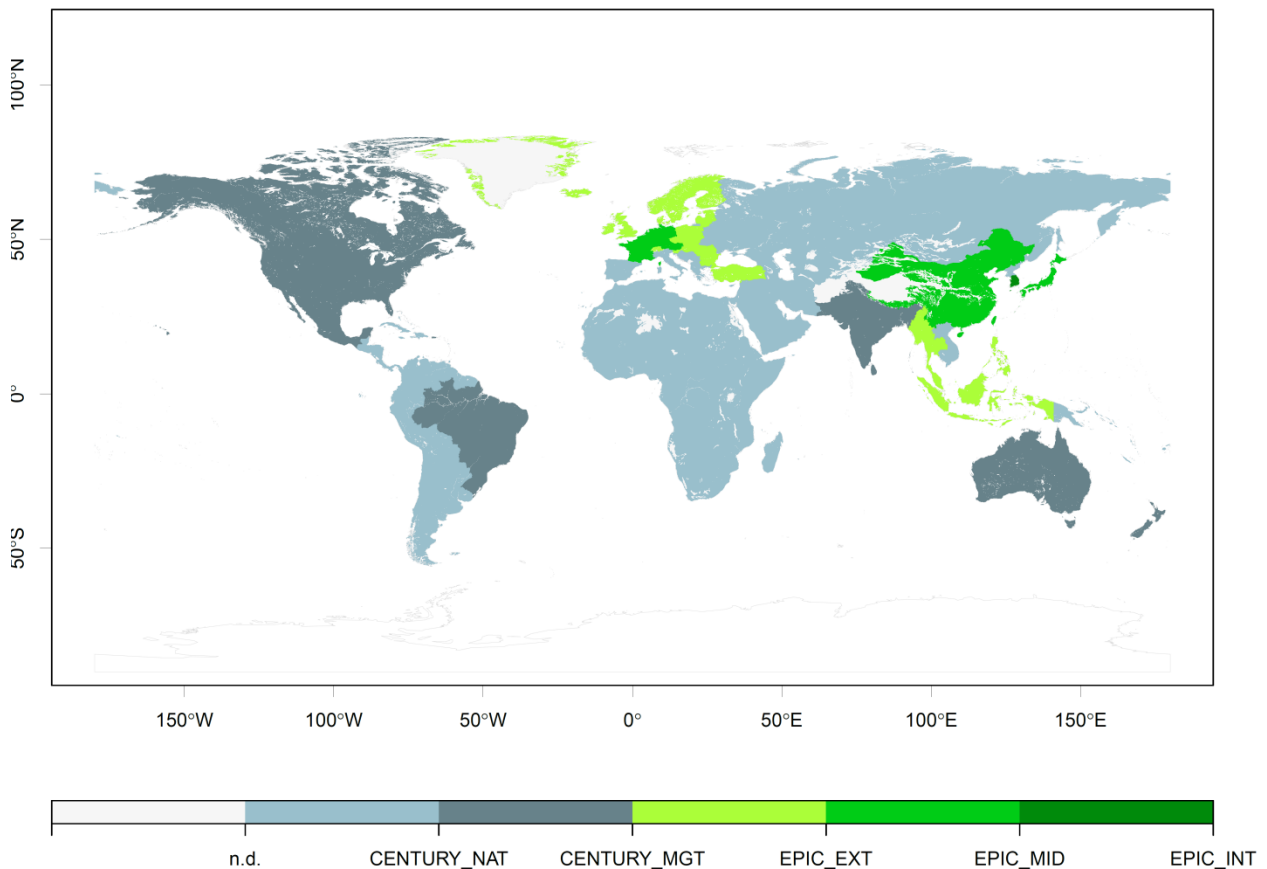 100°N
50°N
0°
50°S
150°W
100°W
50°W
0°
50°E
100°E
150°E
n.d.
CENTURY_NAT
CENTURY_MGT
EPIC_EXT
EPIC_MID
EPIC_INT